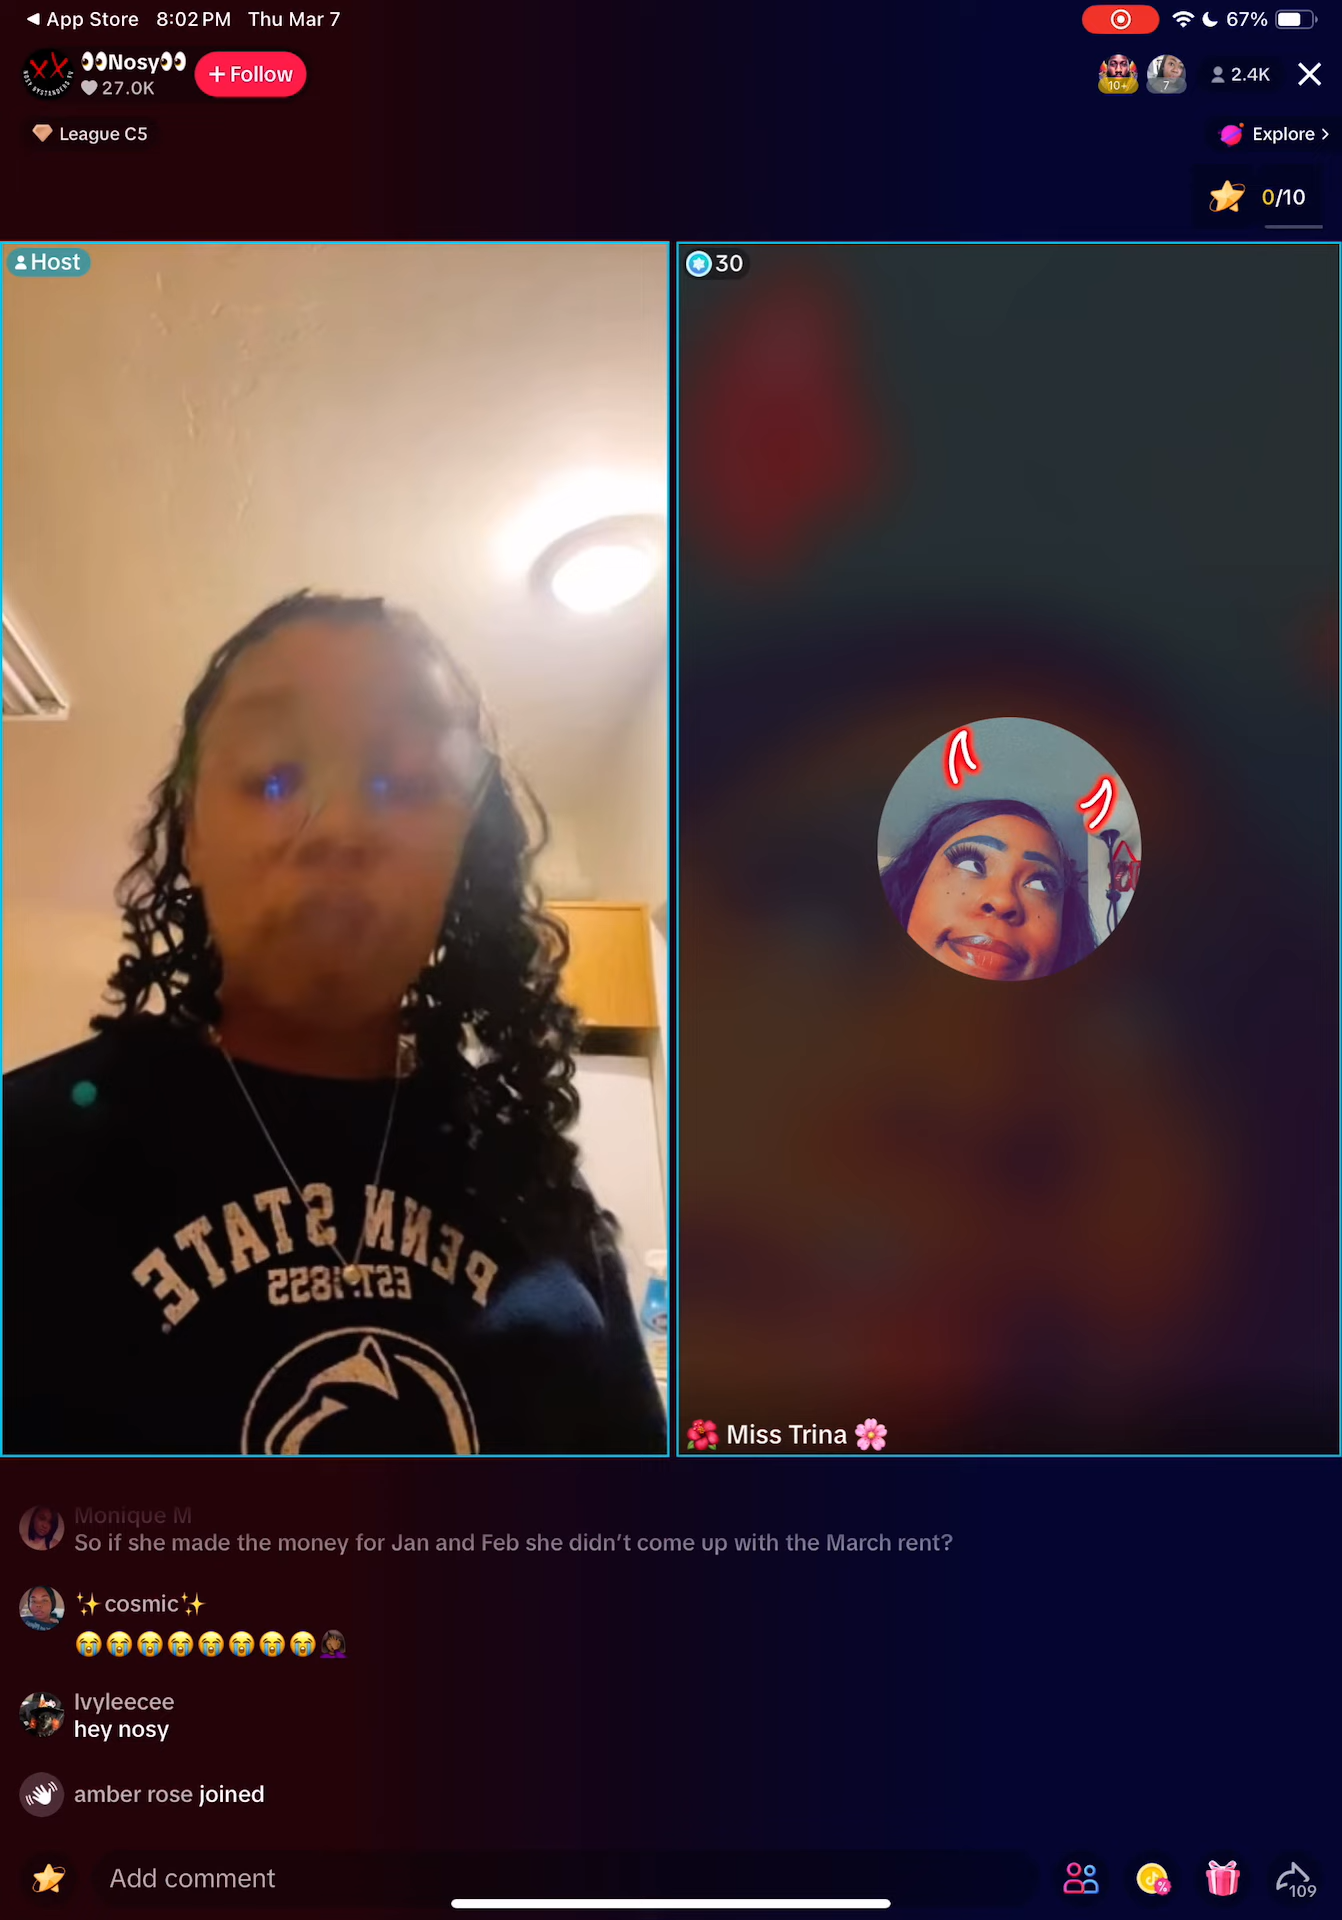 App Store 8:02 PM Thu Mar 7 67%
👀Nosy👀
27.0K
+ Follow
10+
7
2.4K
League C5
Explore >
0/10
Host
30
PENN STATE
EST. 1855
🌺 Miss Trina 🌸
Monique M
So if she made the money for Jan and Feb she didn't come up with the March rent?
✨cosmic✨
😭😭😭😭😭😭😭😭🤦🏾‍♀️
Ivyleecee
hey nosy
amber rose joined
Add comment
109